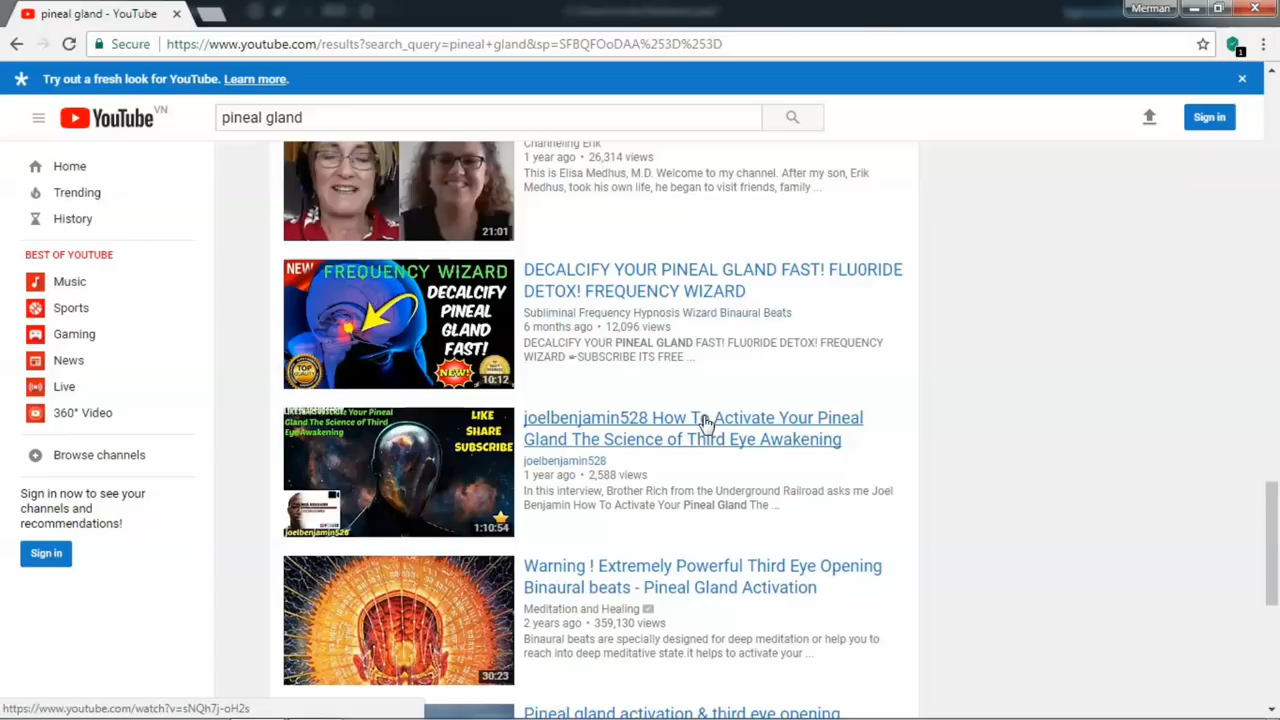 pineal gland - YouTube
Merman
Secure https://www.youtube.com/results?search_query=pineal+gland&sp=SFBQFOoDAA%253D%253D
1
Try out a fresh look for YouTube. Learn more.
YouTube VN
pineal gland
Sign in
Home
Trending
History
BEST OF YOUTUBE
Music
Sports
Gaming
News
Live
360° Video
Browse channels
Sign in now to see your
channels and
recommendations!
Sign in
21:01
Channeling Erik
1 year ago • 26,314 views
This is Elisa Medhus, M.D. Welcome to my channel. After my son, Erik
Medhus, took his own life, he began to visit friends, family ...
NEW FREQUENCY WIZARD
DECALCIFY
PINEAL
GLAND
FAST!
TOP
QUALITY
NEW!
10:12
DECALCIFY YOUR PINEAL GLAND FAST! FLU0RIDE
DETOX! FREQUENCY WIZARD
Subliminal Frequency Hypnosis Wizard Binaural Beats
6 months ago • 12,096 views
DECALCIFY YOUR PINEAL GLAND FAST! FLU0RIDE DETOX! FREQUENCY
WIZARD ☛SUBSCRIBE ITS FREE ...
Your Pineal
Gland The Science of Third
Eye Awakening
LIKE
SHARE
SUBSCRIBE
joelbenjamin528
1:10:54
joelbenjamin528 How To Activate Your Pineal
Gland The Science of Third Eye Awakening
joelbenjamin528
1 year ago • 2,588 views
In this interview, Brother Rich from the Underground Railroad asks me Joel
Benjamin How To Activate Your Pineal Gland The ...
30:23
Warning ! Extremely Powerful Third Eye Opening
Binaural beats - Pineal Gland Activation
Meditation and Healing
2 years ago • 359,130 views
Binaural beats are specially designed for deep meditation or help you to
reach into deep meditative state.it helps to activate your ...
Pineal gland activation & third eye opening
https://www.youtube.com/watch?v=sNQh7j-oH2s